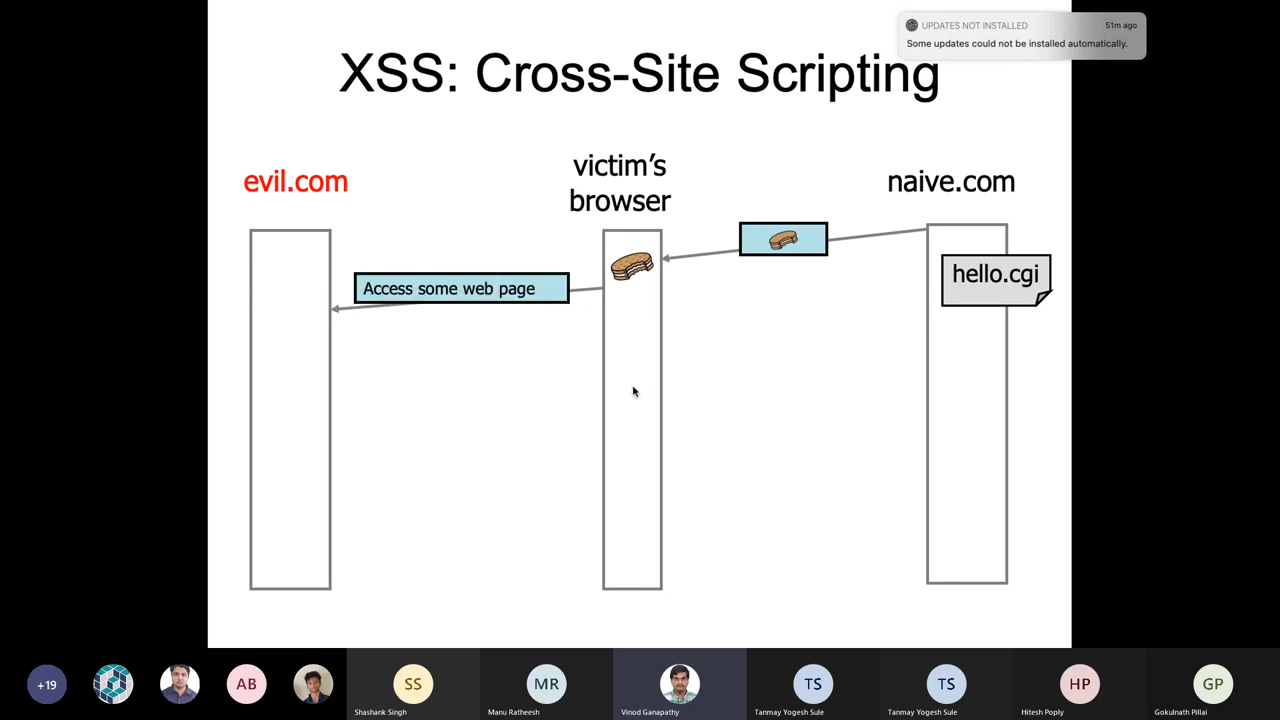 UPDATES NOT INSTALLED 51m ago
Some updates could not be installed automatically.
XSS: Cross-Site Scripting
evil.com
victim's
browser
naive.com
hello.cgi
Access some web page
+19
AB
SS
MR
TS
TS
HP
GP
Shashank Singh
Manu Ratheesh
Vinod Ganapathy
Tanmay Yogesh Sule
Tanmay Yogesh Sule
Hitesh Poply
Gokulnath Pillai